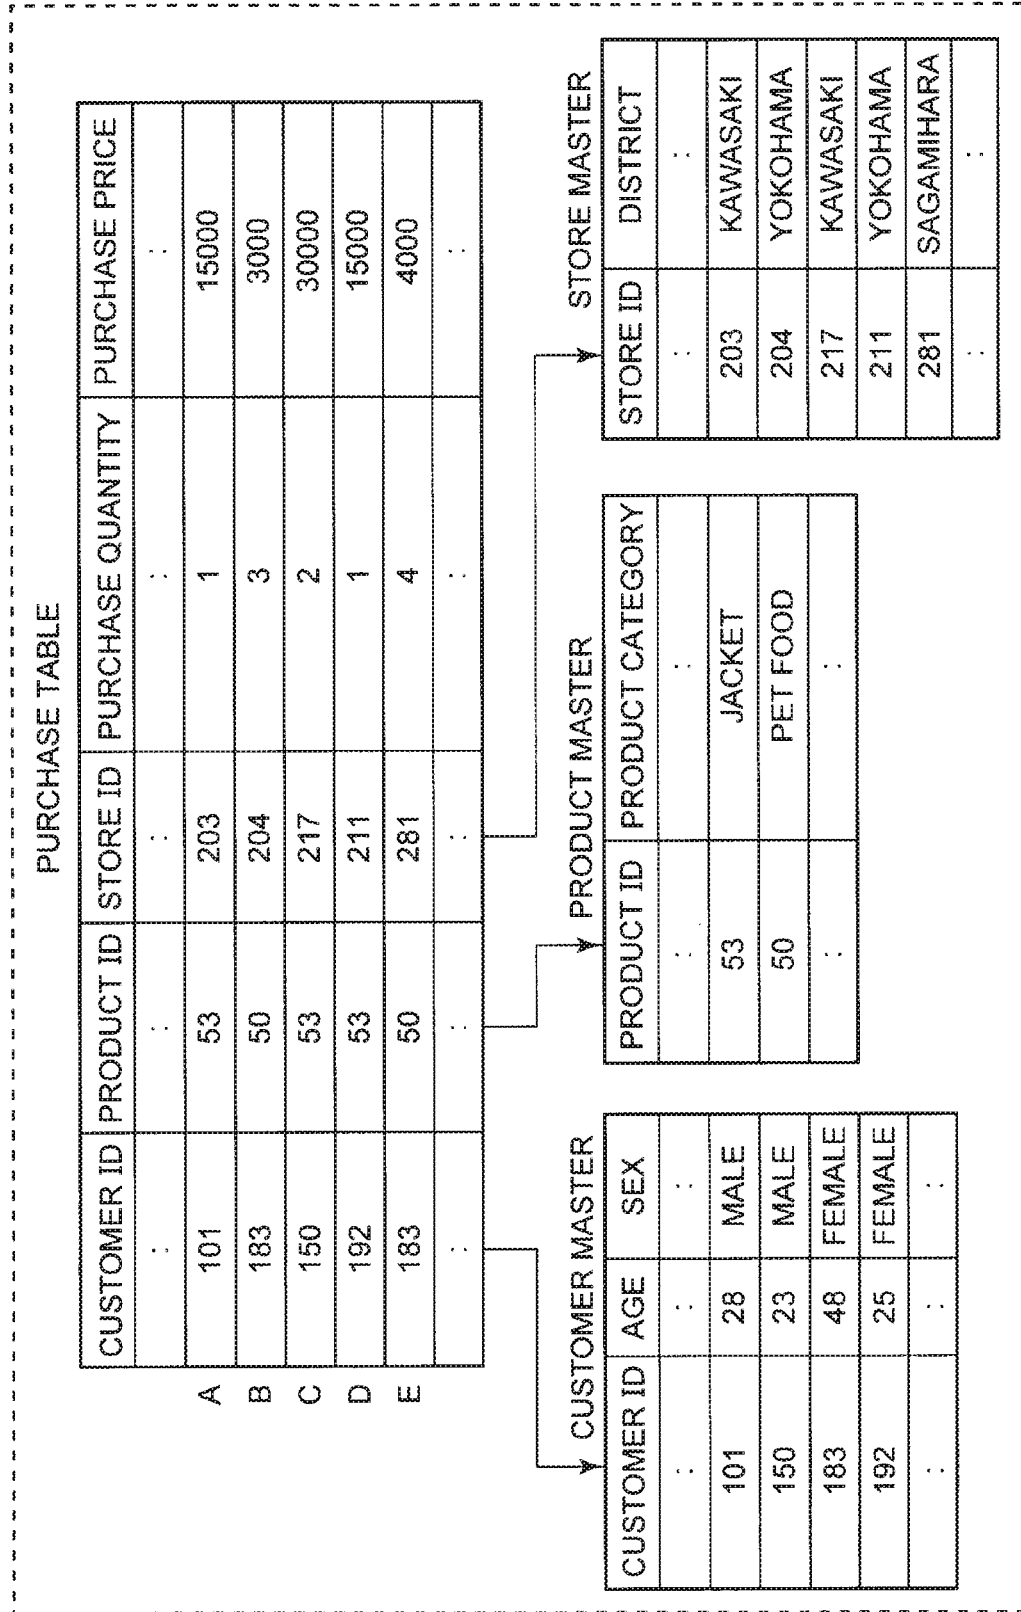 PURCHASE TABLE
CUSTOMER ID PRODUCT ID STORE ID PURCHASE QUANTITY PURCHASE PRICE
: : : : :
A 101 53 203 1 15000
B 183 50 204 3 3000
C 150 53 217 2 30000
D 192 53 211 1 15000
E 183 50 281 4 4000
: : : : :
CUSTOMER MASTER
CUSTOMER ID AGE SEX
: : :
101 28 MALE
150 23 MALE
183 48 FEMALE
192 25 FEMALE
: : :
PRODUCT MASTER
PRODUCT ID PRODUCT CATEGORY
: :
53 JACKET
50 PET FOOD
: :
STORE MASTER
STORE ID DISTRICT
: :
203 KAWASAKI
204 YOKOHAMA
217 KAWASAKI
211 YOKOHAMA
281 SAGAMIHARA
: :